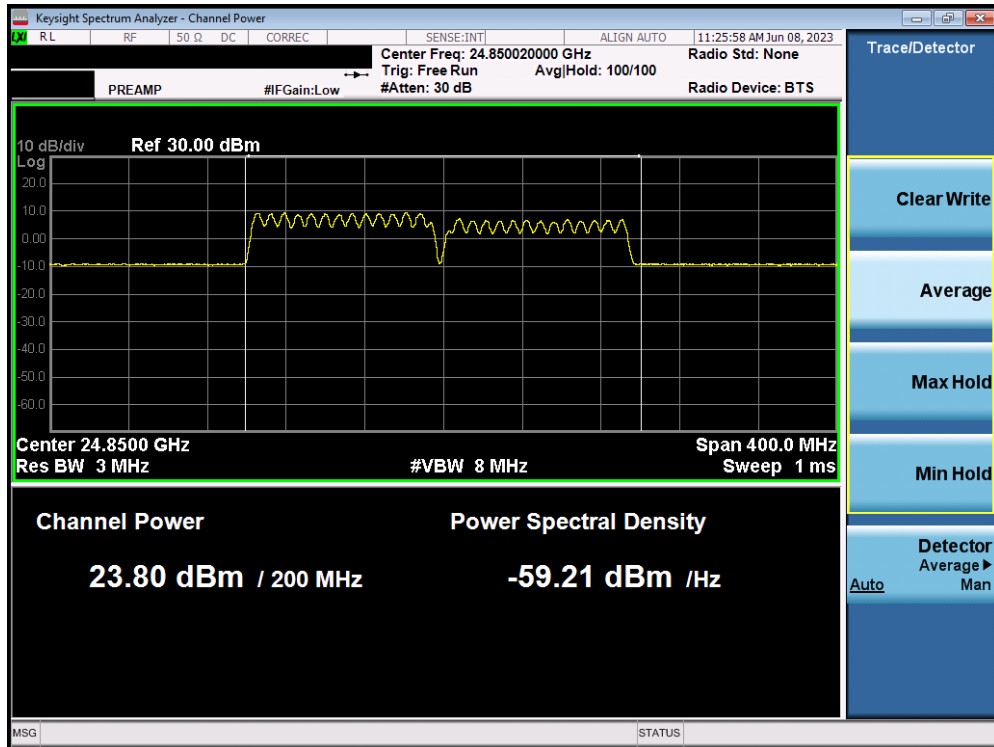 Keysight Spectrum Analyzer - Channel Power
LXI RL RF 50 Ω DC CORREC SENSE:INT ALIGN AUTO 11:25:58 AM Jun 08, 2023
Center Freq: 24.850020000 GHz Radio Std: None
Trig: Free Run Avg|Hold: 100/100
PREAMP #IFGain:Low #Atten: 30 dB Radio Device: BTS
10 dB/div Ref 30.00 dBm
Log
20.0
10.0
0.00
-10.0
-20.0
-30.0
-40.0
-50.0
-60.0
Center 24.8500 GHz Span 400.0 MHz
Res BW 3 MHz #VBW 8 MHz Sweep 1 ms
Channel Power Power Spectral Density
23.80 dBm / 200 MHz -59.21 dBm /Hz
MSG STATUS
Trace/Detector
Clear Write
Average
Max Hold
Min Hold
Detector
Average
Auto Man